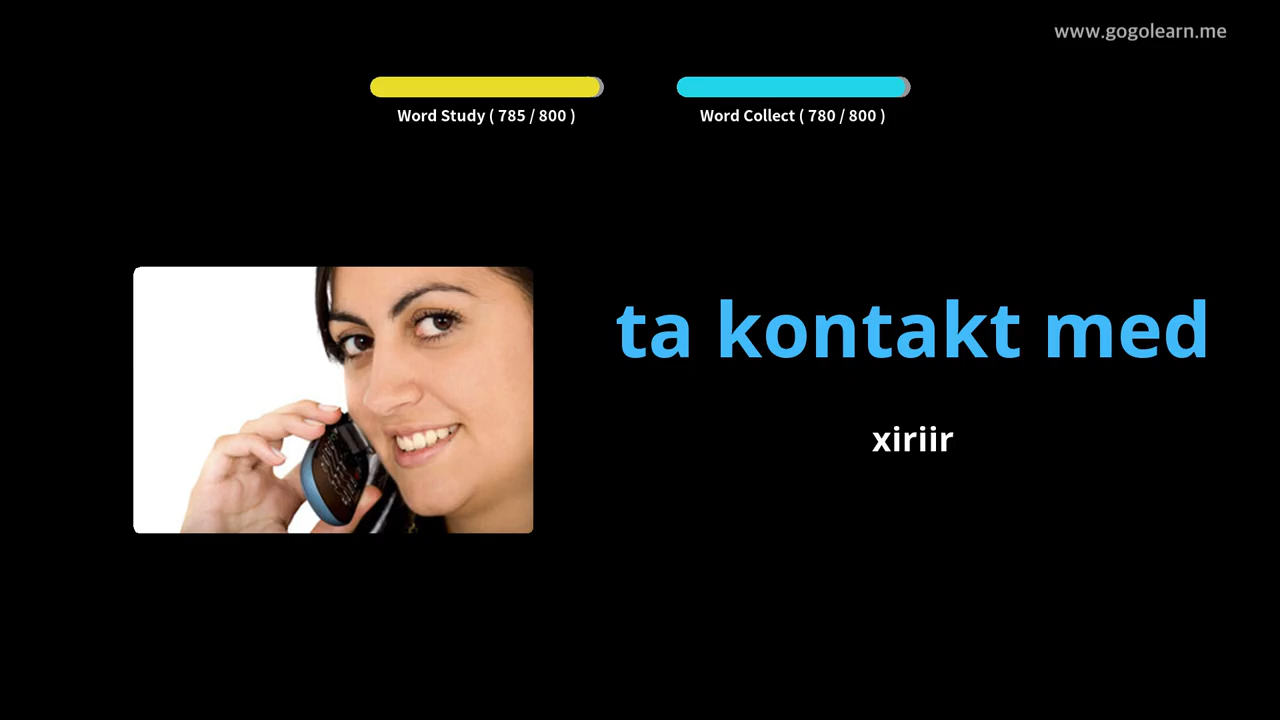 www.gogolearn.me
Word Study ( 785 / 800 )
Word Collect ( 780 / 800 )
ta kontakt med
xiriir